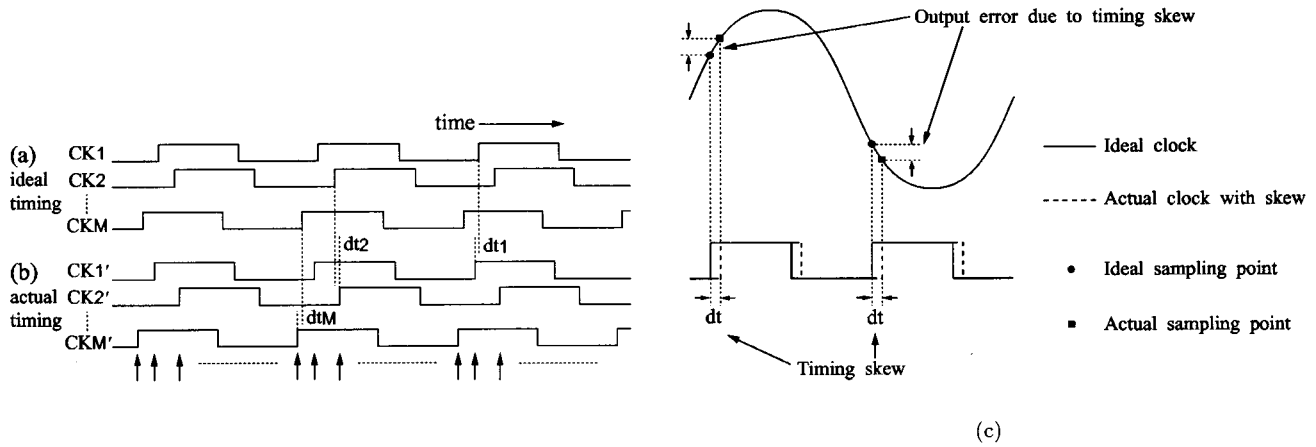 time
(a)
ideal
timing
CK1
CK2
CKM
dt2
dt1
(b)
actual
timing
CK1'
CK2'
CKM'
dtM
Output error due to timing skew
Ideal clock
Actual clock with skew
Ideal sampling point
Actual sampling point
dt
dt
Timing skew
(c)